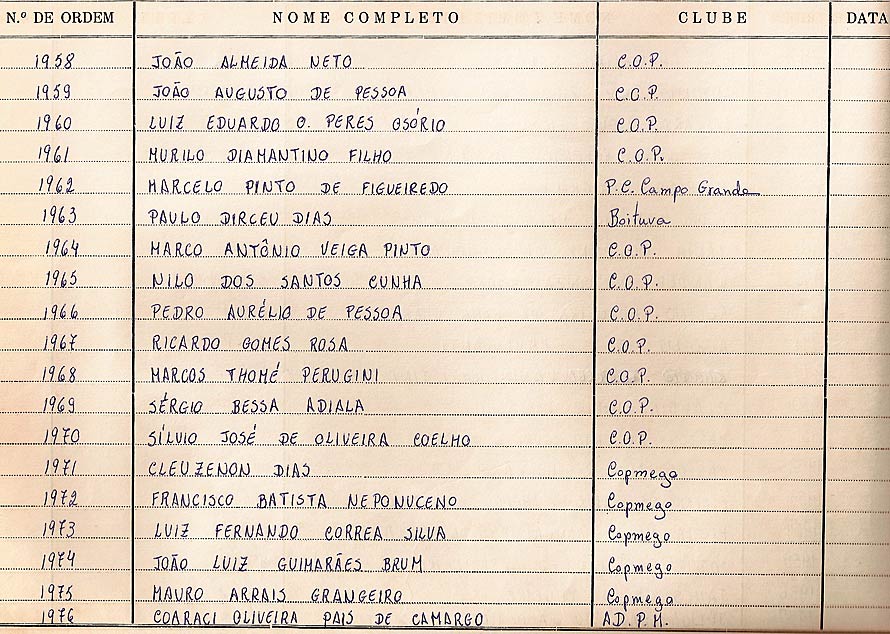 N.º DE ORDEM NOME COMPLETO CLUBE DATA
1958 JOÃO ALMEIDA NETO C.O.P.
1959 JOÃO AUGUSTO DE PESSOA C.O.P.
1960 LUIZ EDUARDO O. PERES OSÓRIO C.O.P.
1961 MURILO DIAMANTINO FILHO C.O.P.
1962 MARCELO PINTO DE FIGUEIREDO P.C. Campo Grande
1963 PAULO DIRCEU DIAS Boituva
1964 MARCO ANTÔNIO VEIGA PINTO C.O.P.
1965 NILO DOS SANTOS CUNHA C.O.P.
1966 PEDRO AURÉLIO DE PESSOA C.O.P.
1967 RICARDO GOMES ROSA C.O.P.
1968 MARCOS THOMÉ PERUGINI C.O.P.
1969 SÉRGIO BESSA ADIALA C.O.P.
1970 SÍLVIO JOSÉ DE OLIVEIRA COELHO C.O.P.
1971 CLEUZENON DIAS Copmego
1972 FRANCISCO BATISTA NEPONUCENO Copmego
1973 LUIZ FERNANDO CORREA SILVA Copmego
1974 JOÃO LUIZ GUIMARÃES BRUM Copmego
1975 MAURO ARRAIS GRANGEIRO Copmego
1976 COARACI OLIVEIRA PAIS DE CAMARGO AD.P.M.